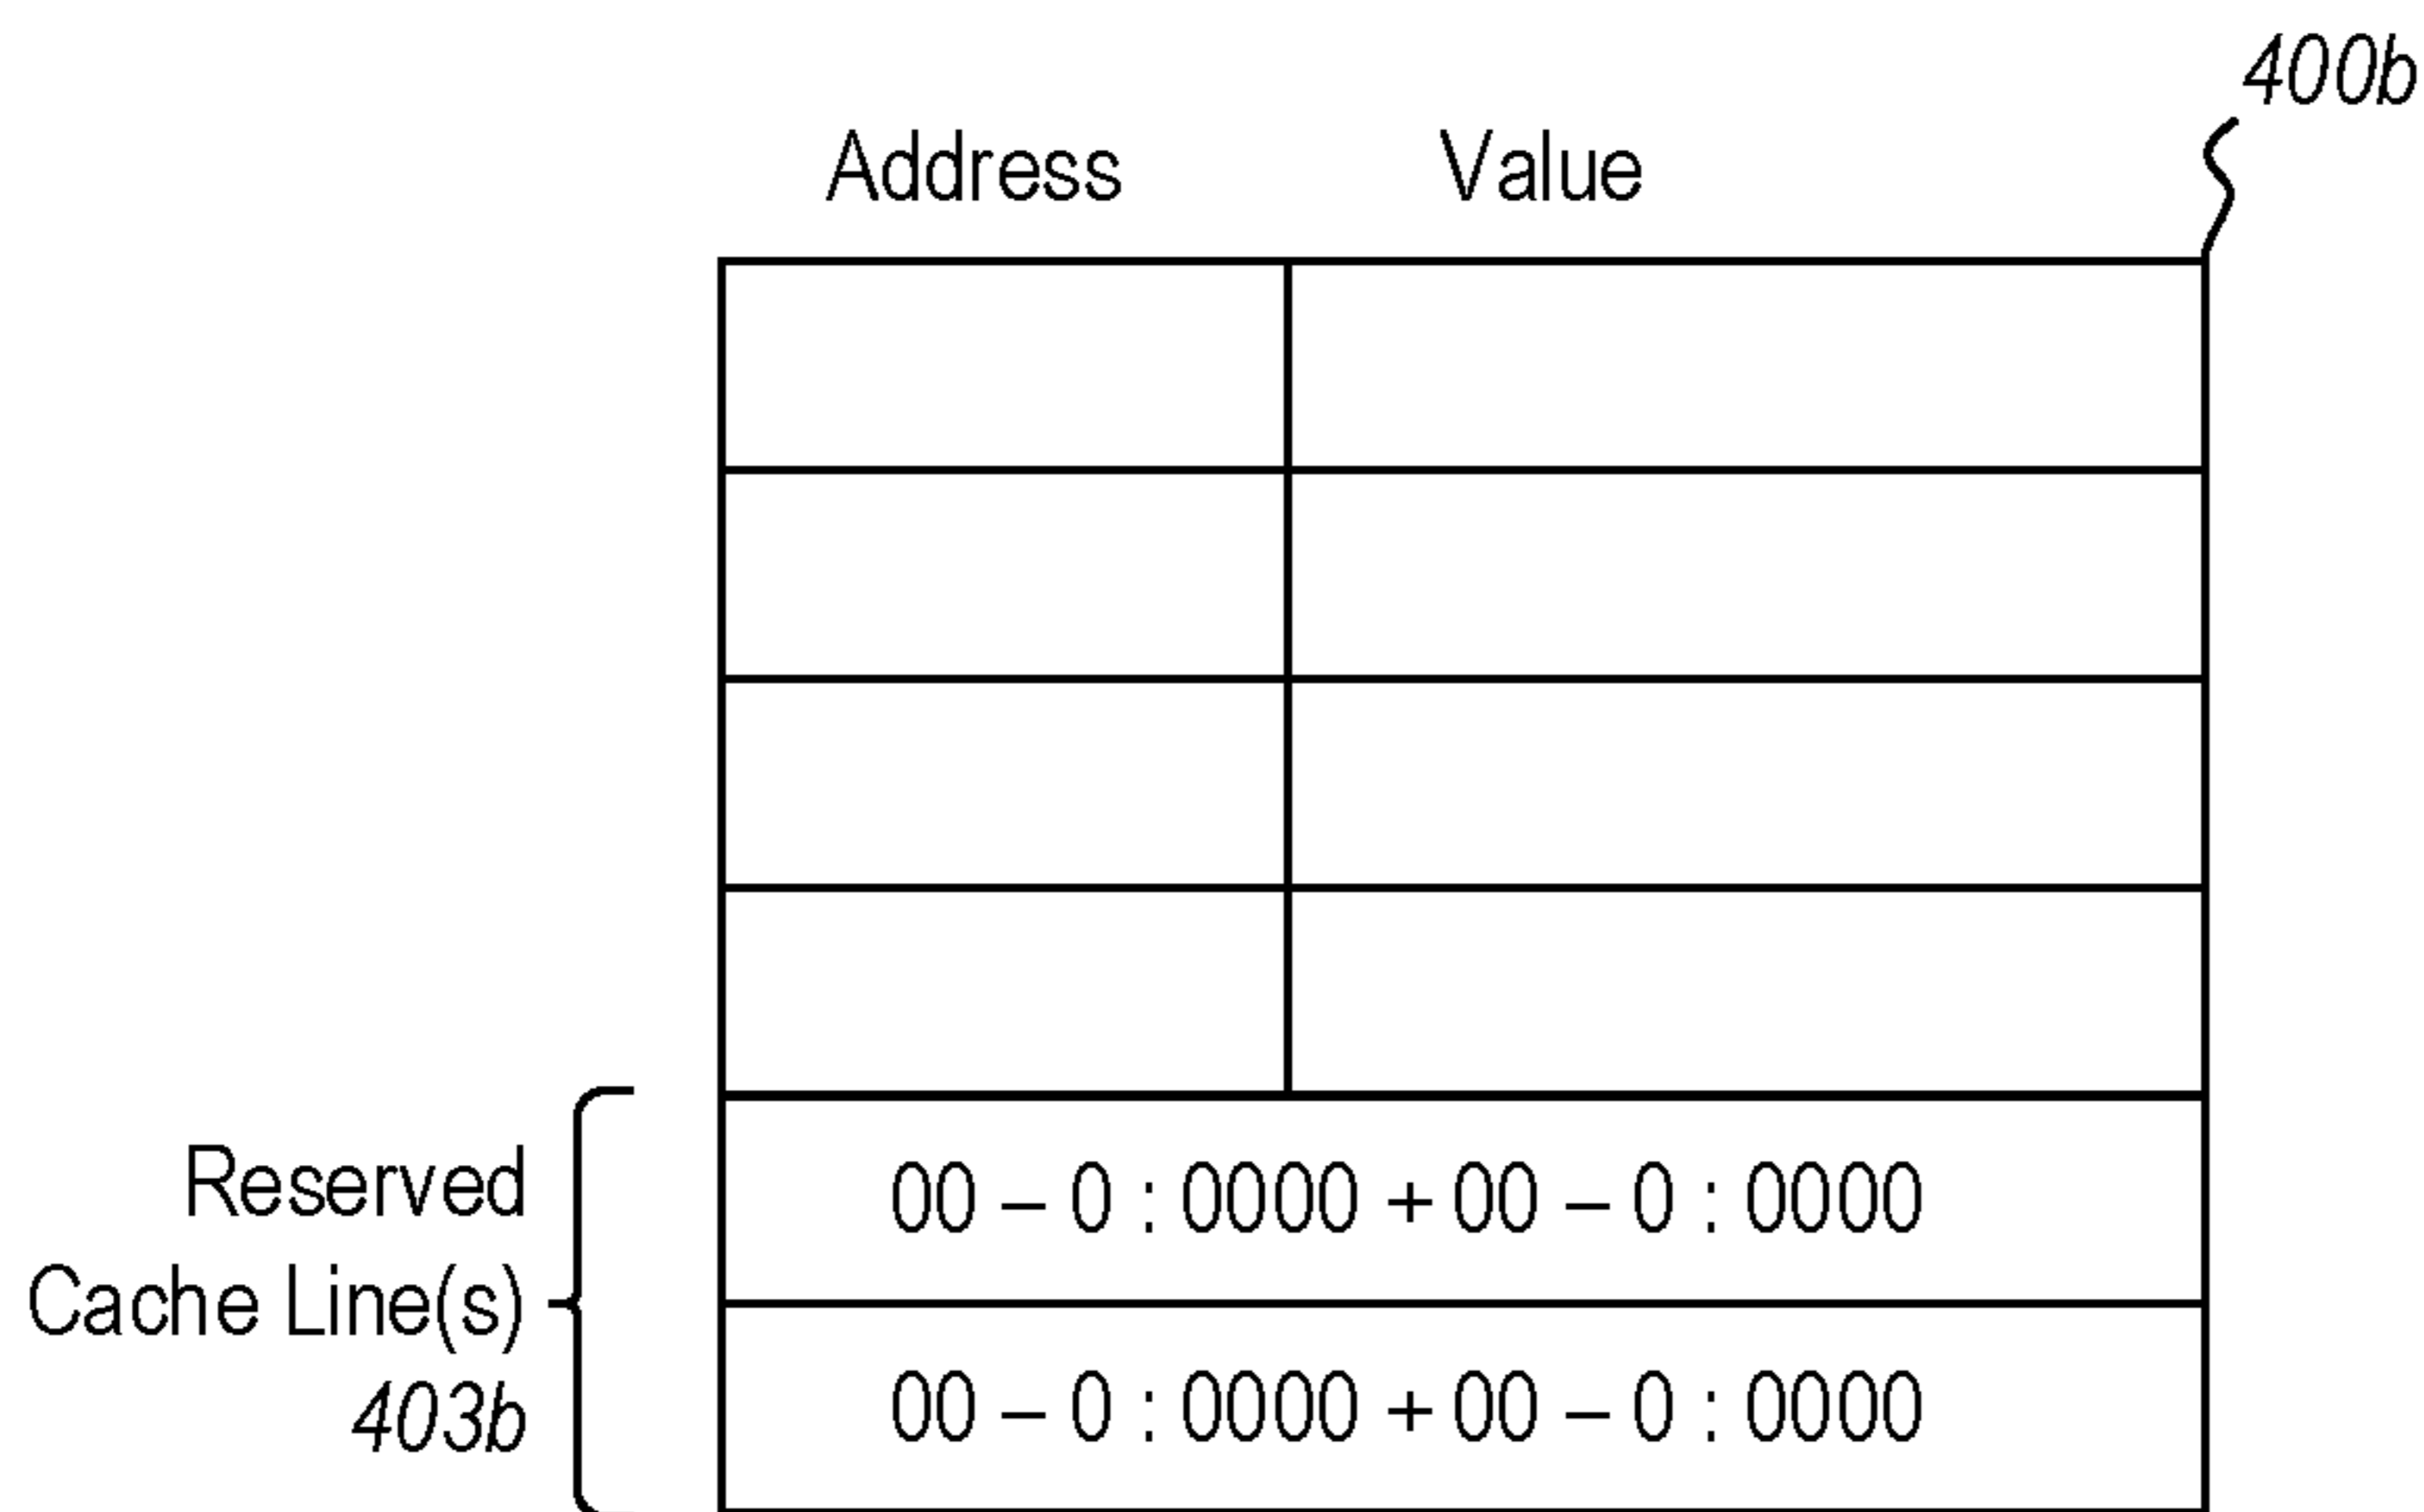 400b
Address Value
Reserved
Cache Line(s)
403b
00 – 0 : 0000 + 00 – 0 : 0000
00 – 0 : 0000 + 00 – 0 : 0000